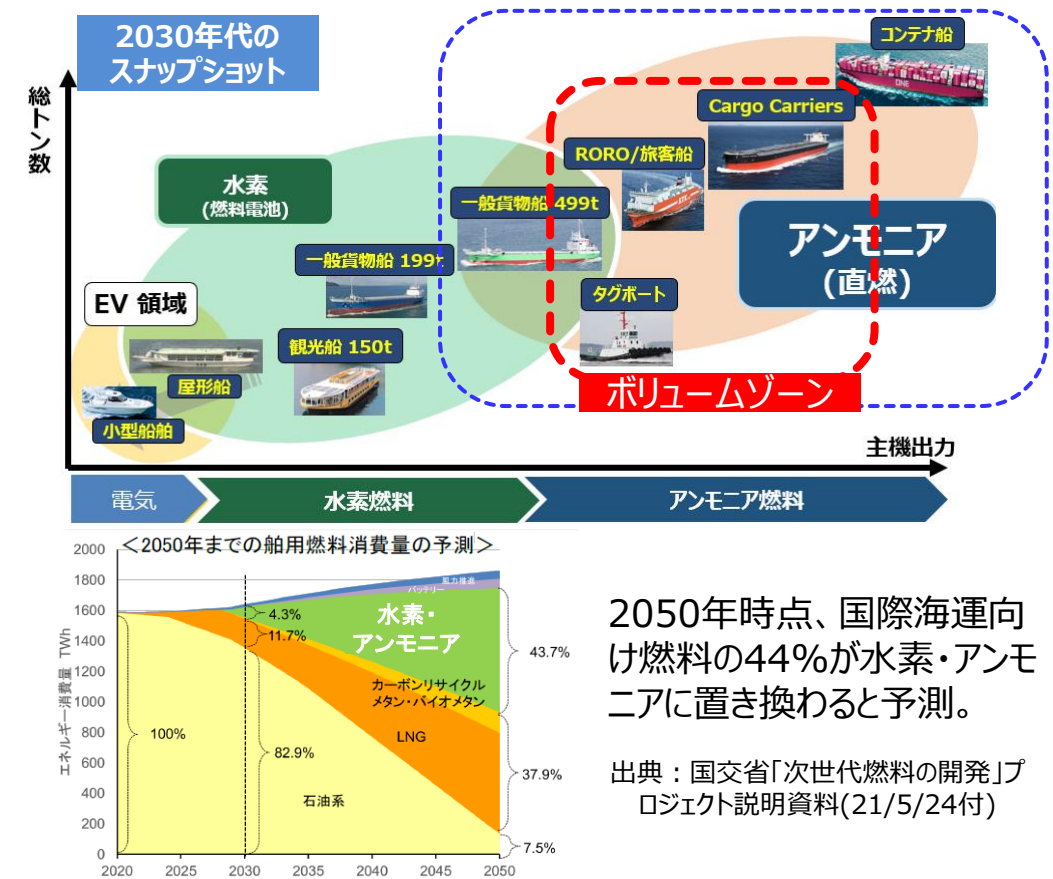 2030年代の
スナップショット
総トン数
コンテナ船
Cargo Carriers
RORO/旅客船
水素
(燃料電池)
一般貨物船 499t
アンモニア
(直燃)
一般貨物船 199t
タグボート
EV 領域
観光船 150t
屋形船
ボリュームゾーン
小型船舶
主機出力
電気
水素燃料
アンモニア燃料
＜2050年までの舶用燃料消費量の予測＞
エネルギー消費量 TWh
2000
1800
1600
1400
1200
1000
800
600
400
200
0
風力推進
バッテリー
水素・
アンモニア
カーボンリサイクル
メタン・バイオメタン
LNG
石油系
100%
4.3%
11.7%
82.9%
43.7%
37.9%
7.5%
2020 2025 2030 2035 2040 2045 2050
2050年時点、国際海運向
け燃料の44%が水素・アンモ
ニアに置き換わると予測。
出典：国交省「次世代燃料の開発」プ
ロジェクト説明資料(21/5/24付)
ONE